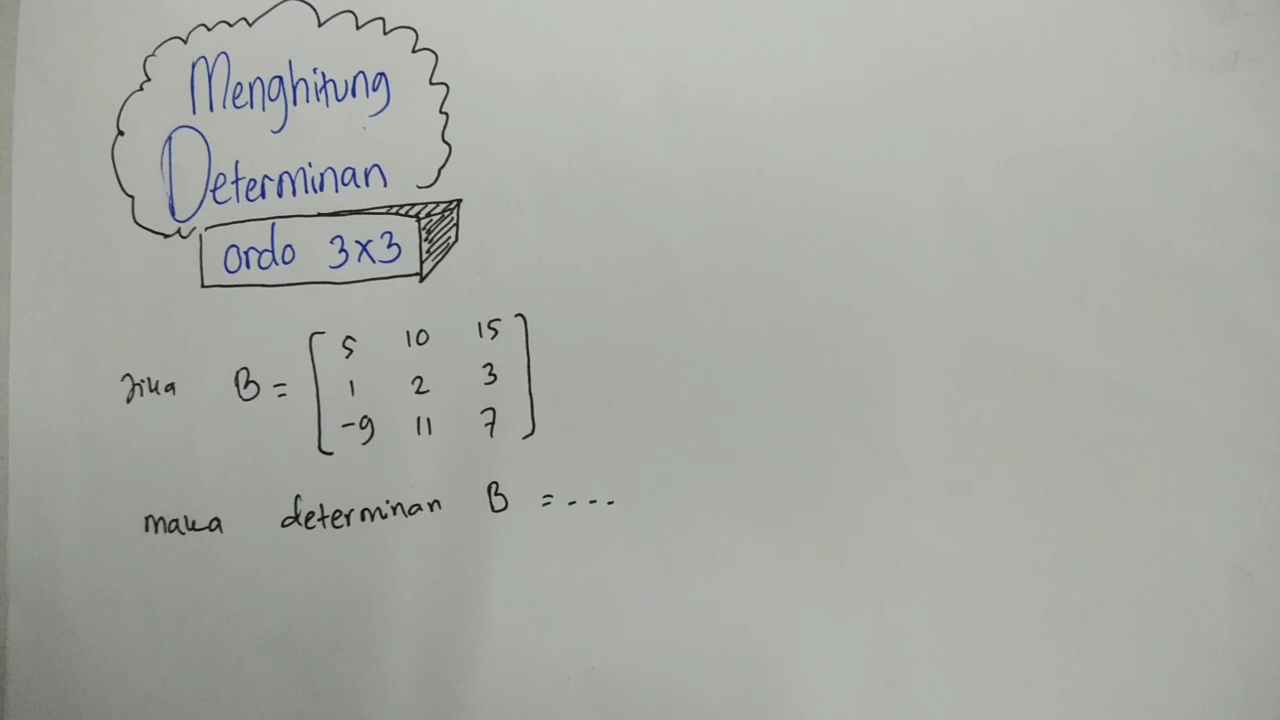 Menghitung
Determinan
ordo 3x3
Jika B = [ 5 10 15
1 2 3
-9 11 7 ]
maka determinan B = ---